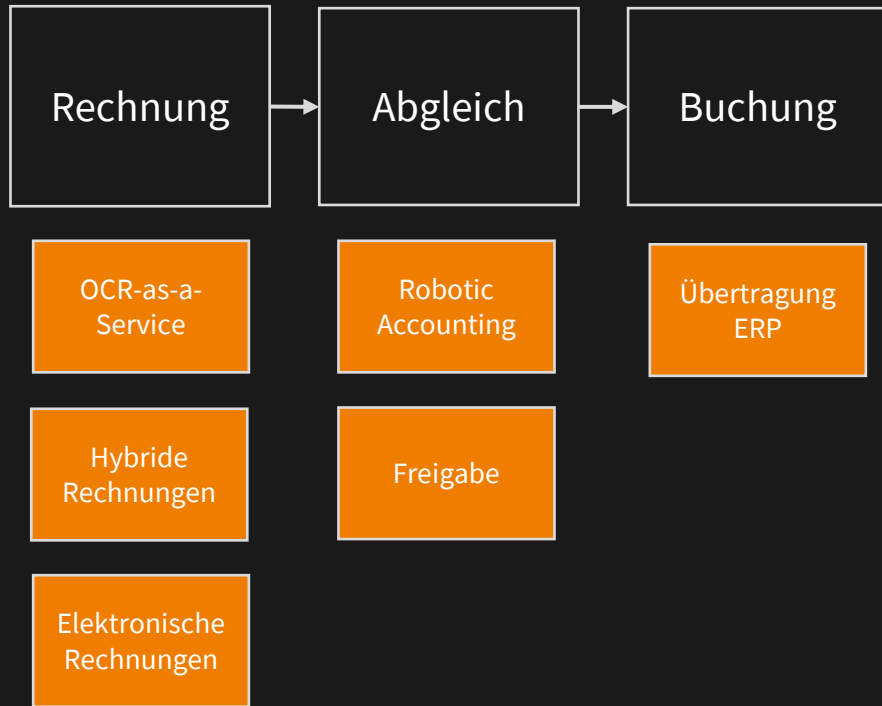 Rechnung
Abgleich
Buchung
OCR-as-a-
Service
Robotic
Accounting
Übertragung
ERP
Hybride
Rechnungen
Freigabe
Elektronische
Rechnungen